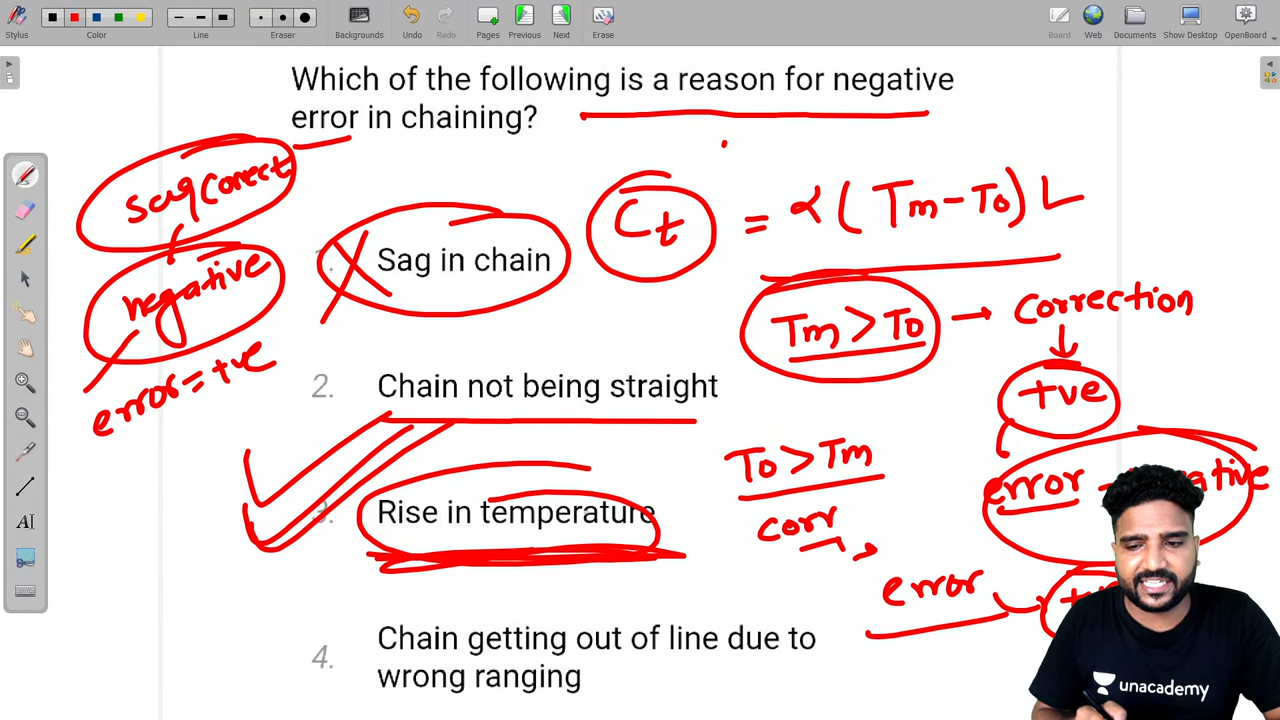 Stylus
Color
Line
Eraser
Backgrounds
Undo
Redo
Pages
Previous
Next
Erase
Board
Web
Documents
Show Desktop
OpenBoard
Which of the following is a reason for negative
error in chaining?
sag corect
negative
error = +ve
Ct = α (Tm - To) L
Tm > To → correction
+ve
error
To > Tm
corr
error
Sag in chain
2. Chain not being straight
3. Rise in temperature
4. Chain getting out of line due to
wrong ranging
unacademy